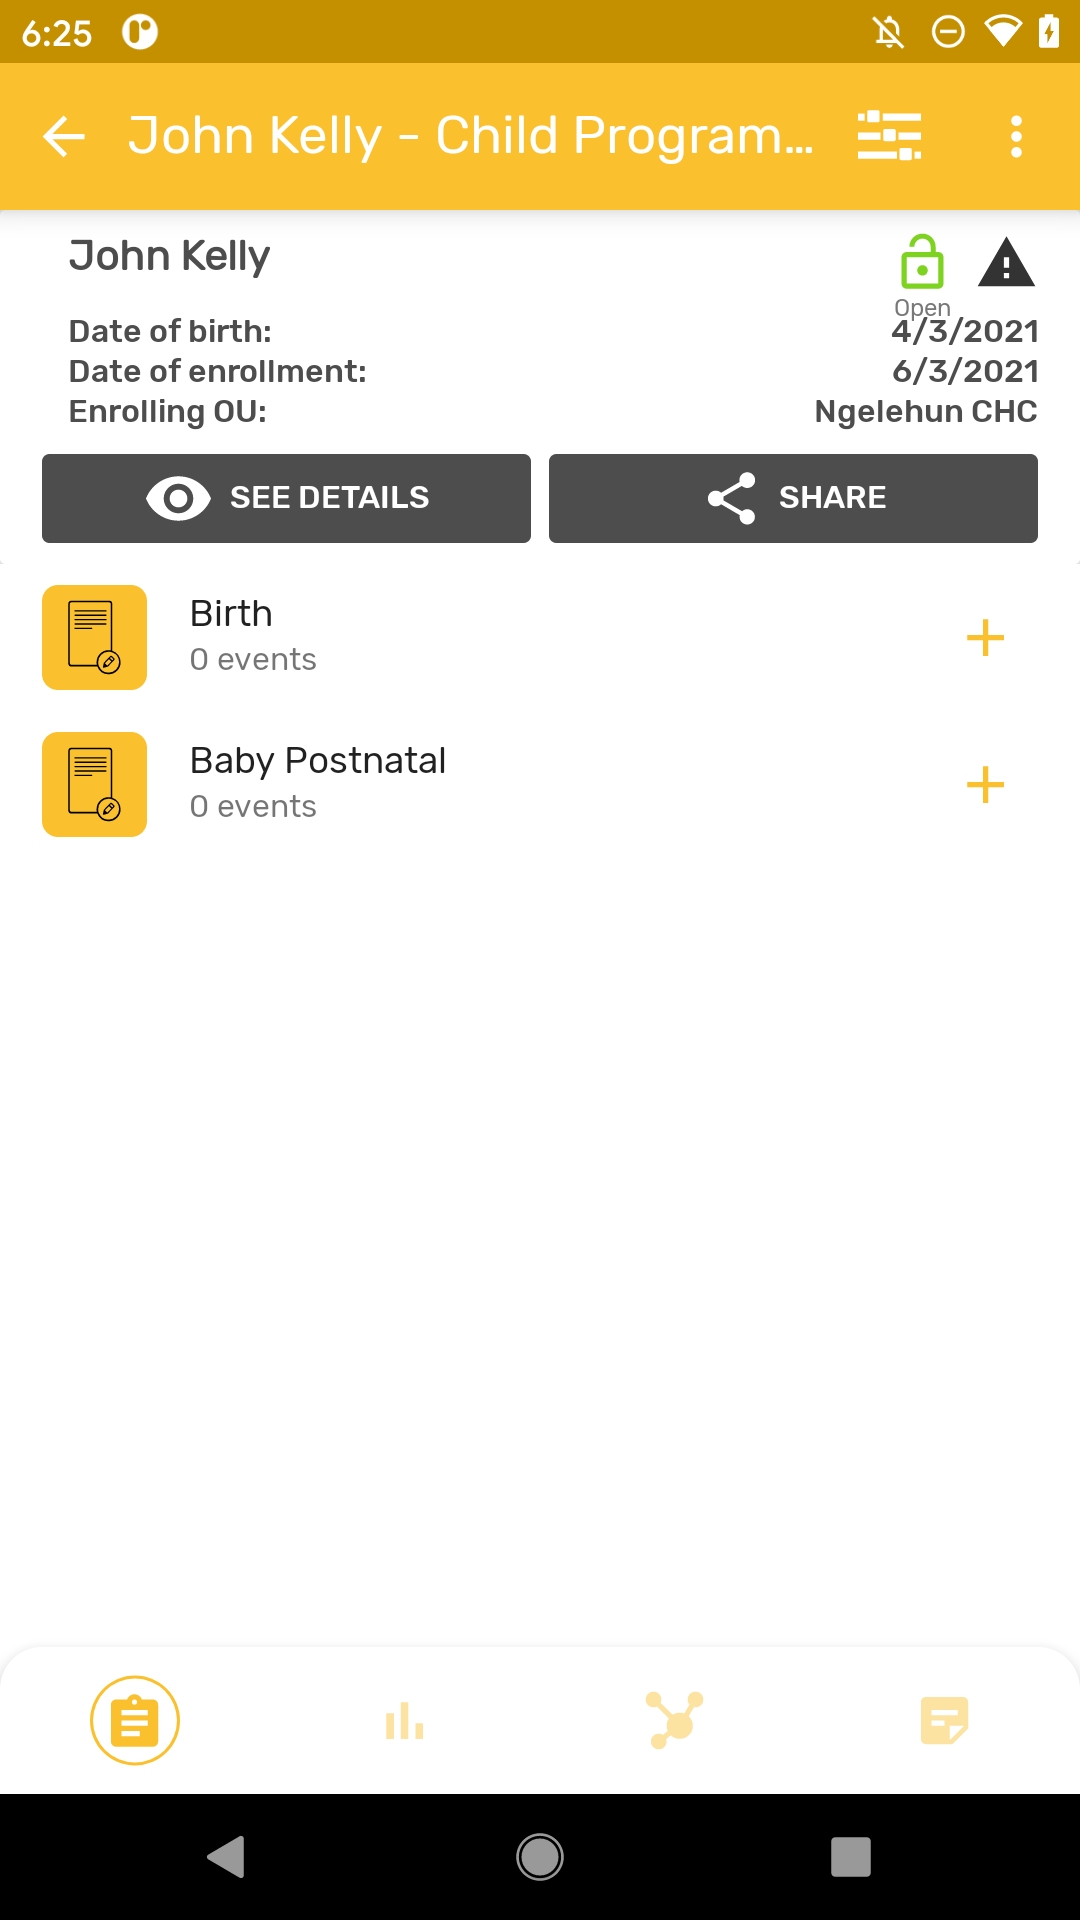 6:25
John Kelly - Child Program...
John Kelly
Open
Date of birth: 4/3/2021
Date of enrollment: 6/3/2021
Enrolling OU: Ngelehun CHC
SEE DETAILS SHARE
Birth
0 events
Baby Postnatal
0 events